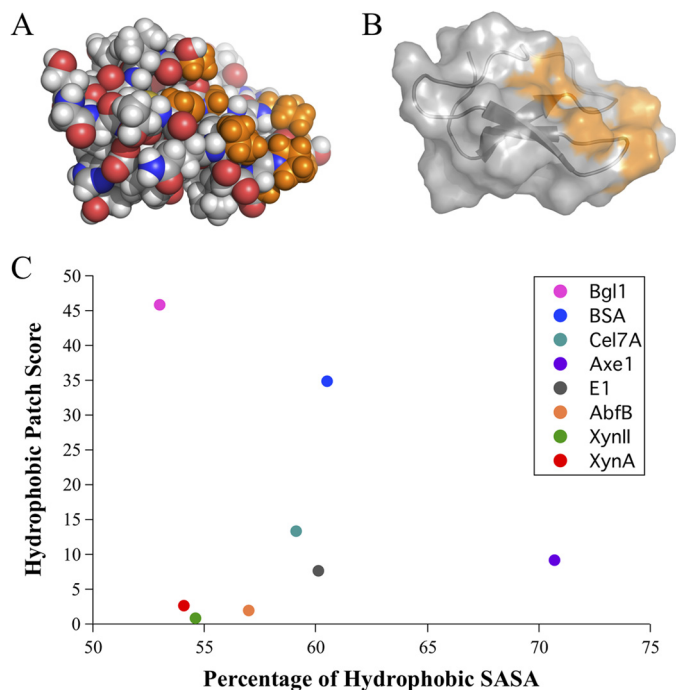 A
B
C
50
45
40
35
30
25
20
15
10
5
0
Hydrophobic Patch Score
Bgl1
BSA
Cel7A
Axe1
E1
AbfB
XynII
XynA
50 55 60 65 70 75
Percentage of Hydrophobic SASA